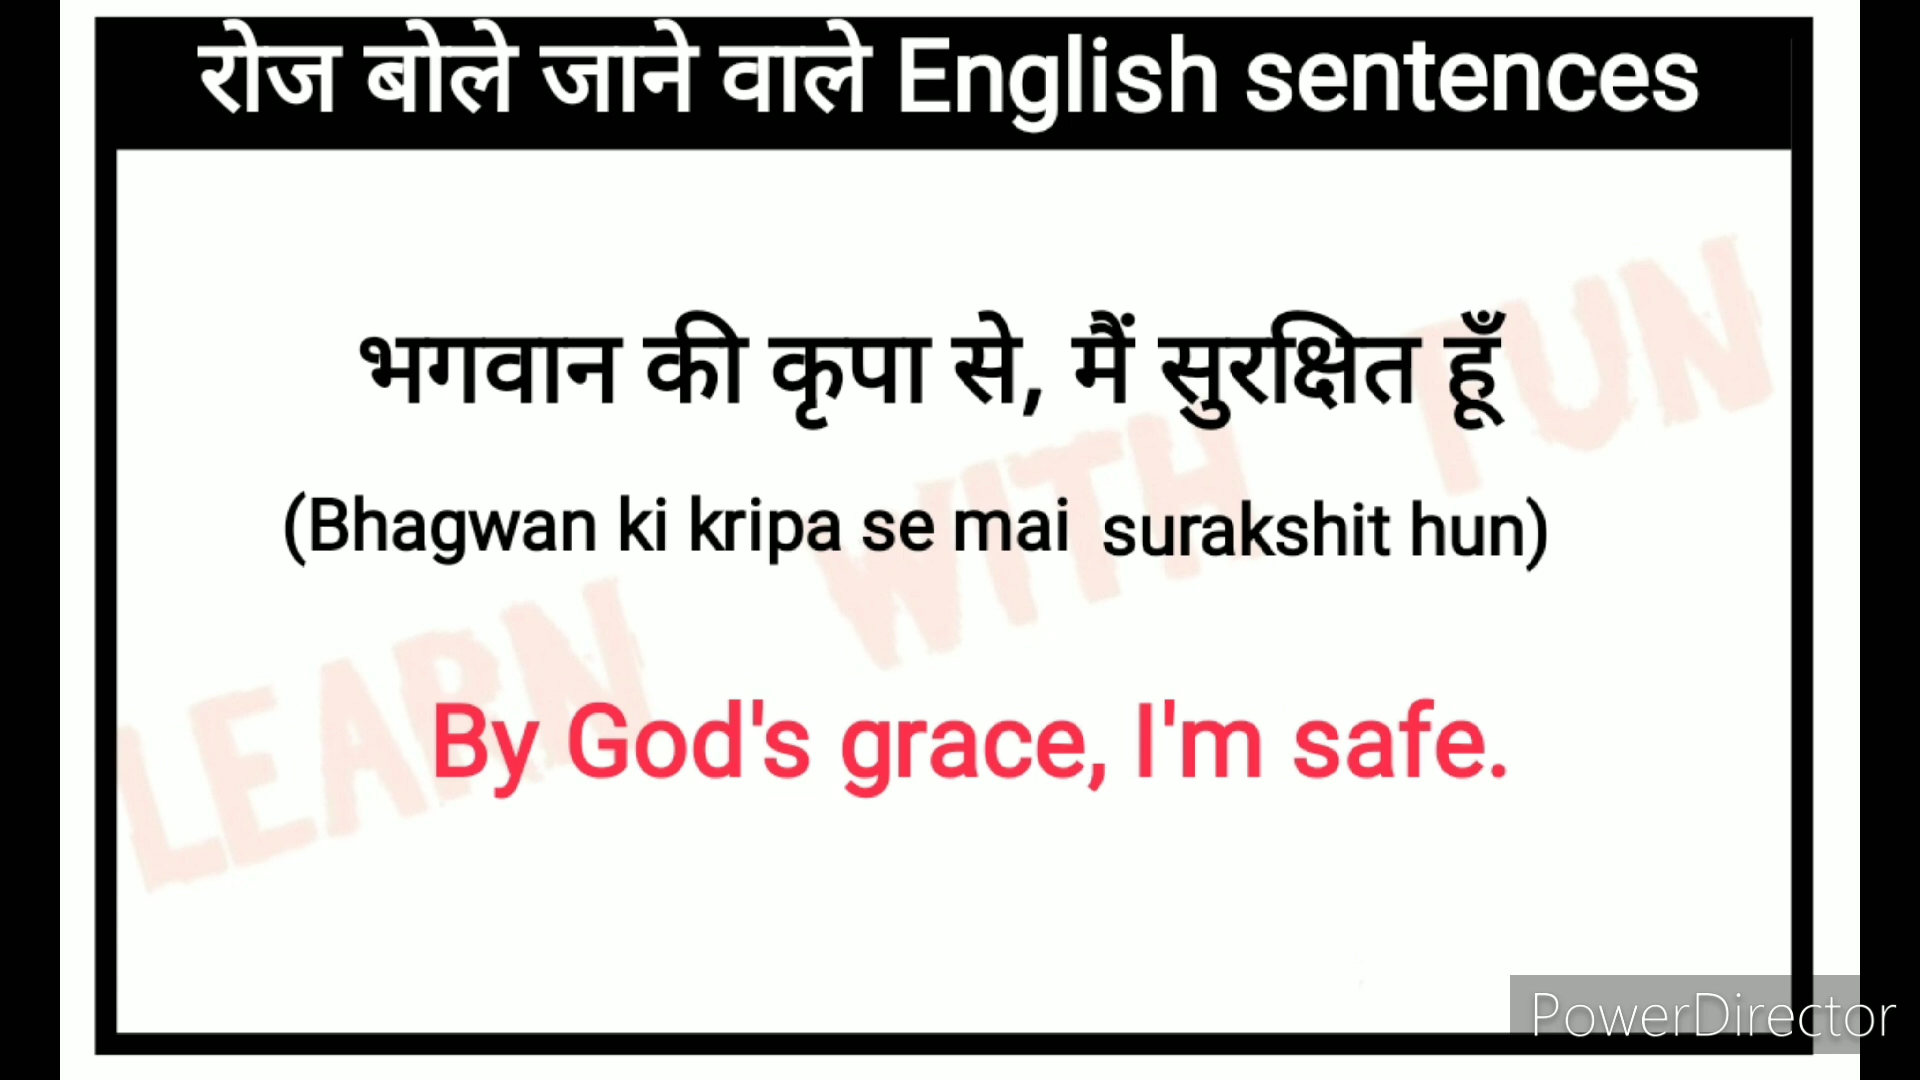 रोज बोले जाने वाले English sentences
भगवान की कृपा से, मैं सुरक्षित हूँ
(Bhagwan ki kripa se mai surakshit hun)
LEARN WITH FUN
By God's grace, I'm safe.
PowerDirector